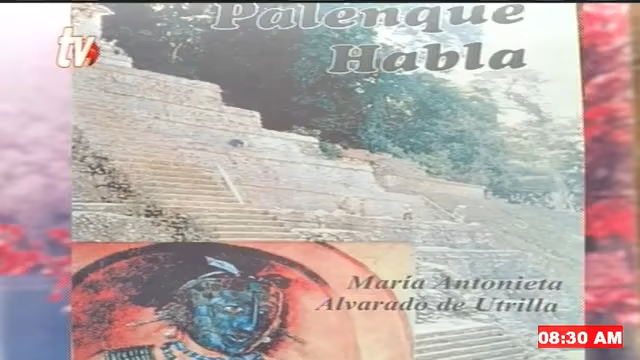 Palenque
Habla
tv
María Antonieta
Alvarado de Utrilla
08:30 AM